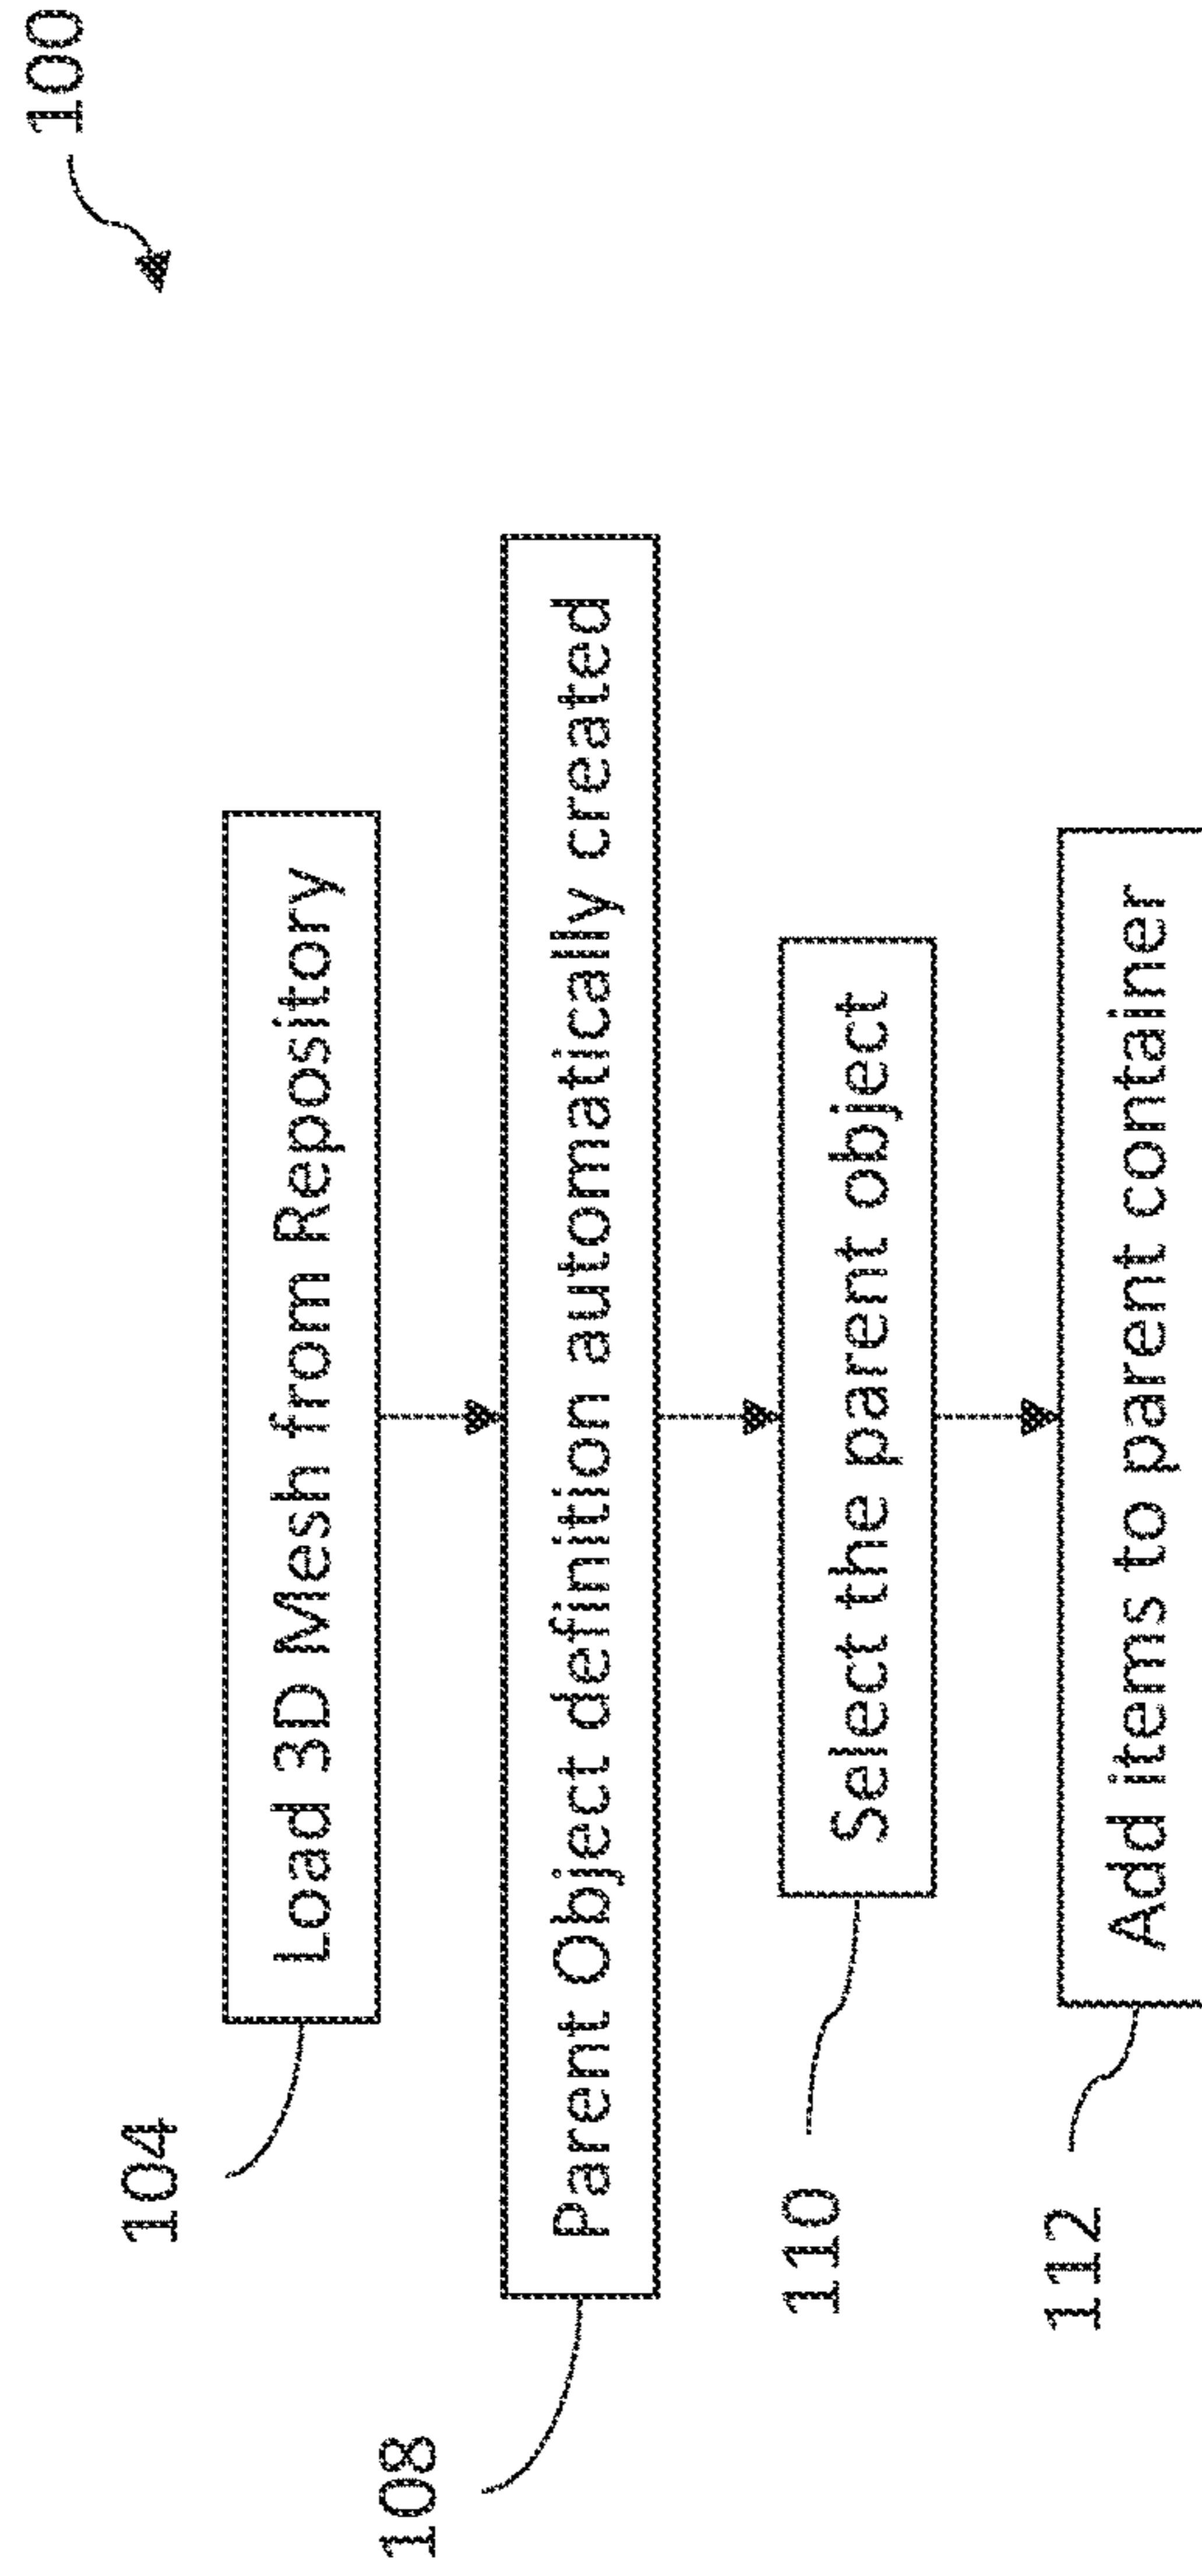 100
104
Load 3D Mesh from Repository
108
Parent Object definition automatically created
110
Select the parent object
112
Add items to parent container